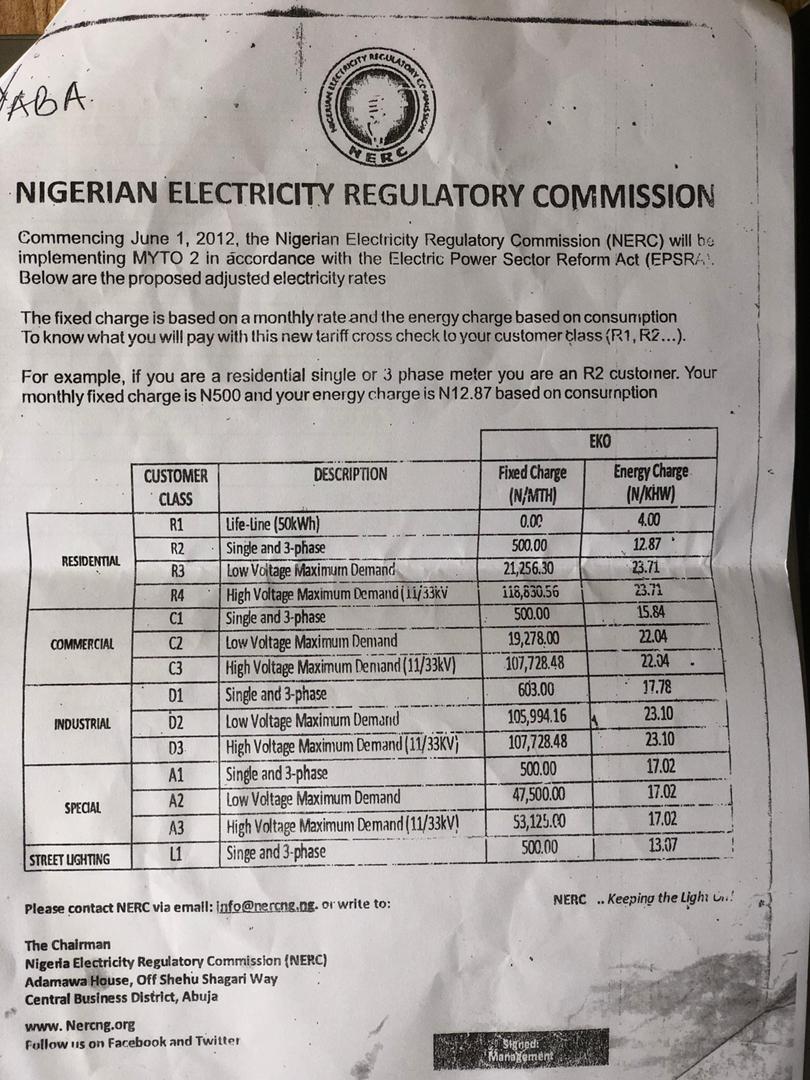 YABA.
NIGERIAN ELECTRICITY REGULATORY COMMISSION
NERC
NIGERIAN ELECTRICITY REGULATORY COMMISSION
Commencing June 1, 2012, the Nigerian Electricity Regulatory Commission (NERC) will be
implementing MYTO 2 in accordance with the Electric Power Sector Reform Act (EPSRA).
Below are the proposed adjusted electricity rates
The fixed charge is based on a monthly rate and the energy charge based on consumption
To know what you will pay with this new tariff cross check to your customer class (R1, R2...).
For example, if you are a residential single or 3 phase meter you are an R2 customer. Your
monthly fixed charge is N500 and your energy charge is N12.87 based on consumption
EKO
CUSTOMER CLASS DESCRIPTION Fixed Charge (N/MTH) Energy Charge (N/KHW)
RESIDENTIAL
R1 Life-Line (50kWh) 0.00 4.00
R2 Single and 3-phase 500.00 12.87
R3 Low Voltage Maximum Demand 21,256.30 23.71
R4 High Voltage Maximum Demand (11/33kV 118,830.56 23.71
COMMERCIAL
C1 Single and 3-phase 500.00 15.84
C2 Low Voltage Maximum Demand 19,278.00 22.04
C3 High Voltage Maximum Demand (11/33kV) 107,728.48 22.04
INDUSTRIAL
D1 Single and 3-phase 603.00 17.78
D2 Low Voltage Maximum Demand 105,994.16 23.10
D3 High Voltage Maximum Demand (11/33KV) 107,728.48 23.10
SPECIAL
A1 Single and 3-phase 500.00 17.02
A2 Low Voltage Maximum Demand 47,500.00 17.02
A3 High Voltage Maximum Demand (11/33kV) 53,125.00 17.02
STREET LIGHTING
L1 Singe and 3-phase 500.00 13.07
Please contact NERC via email: info@nercng.ng. or write to:
NERC .. Keeping the Light On!
The Chairman
Nigeria Electricity Regulatory Commission (NERC)
Adamawa House, Off Shehu Shagari Way
Central Business District, Abuja
www. Nercng.org
Follow us on Facebook and Twitter
Signed:
Management